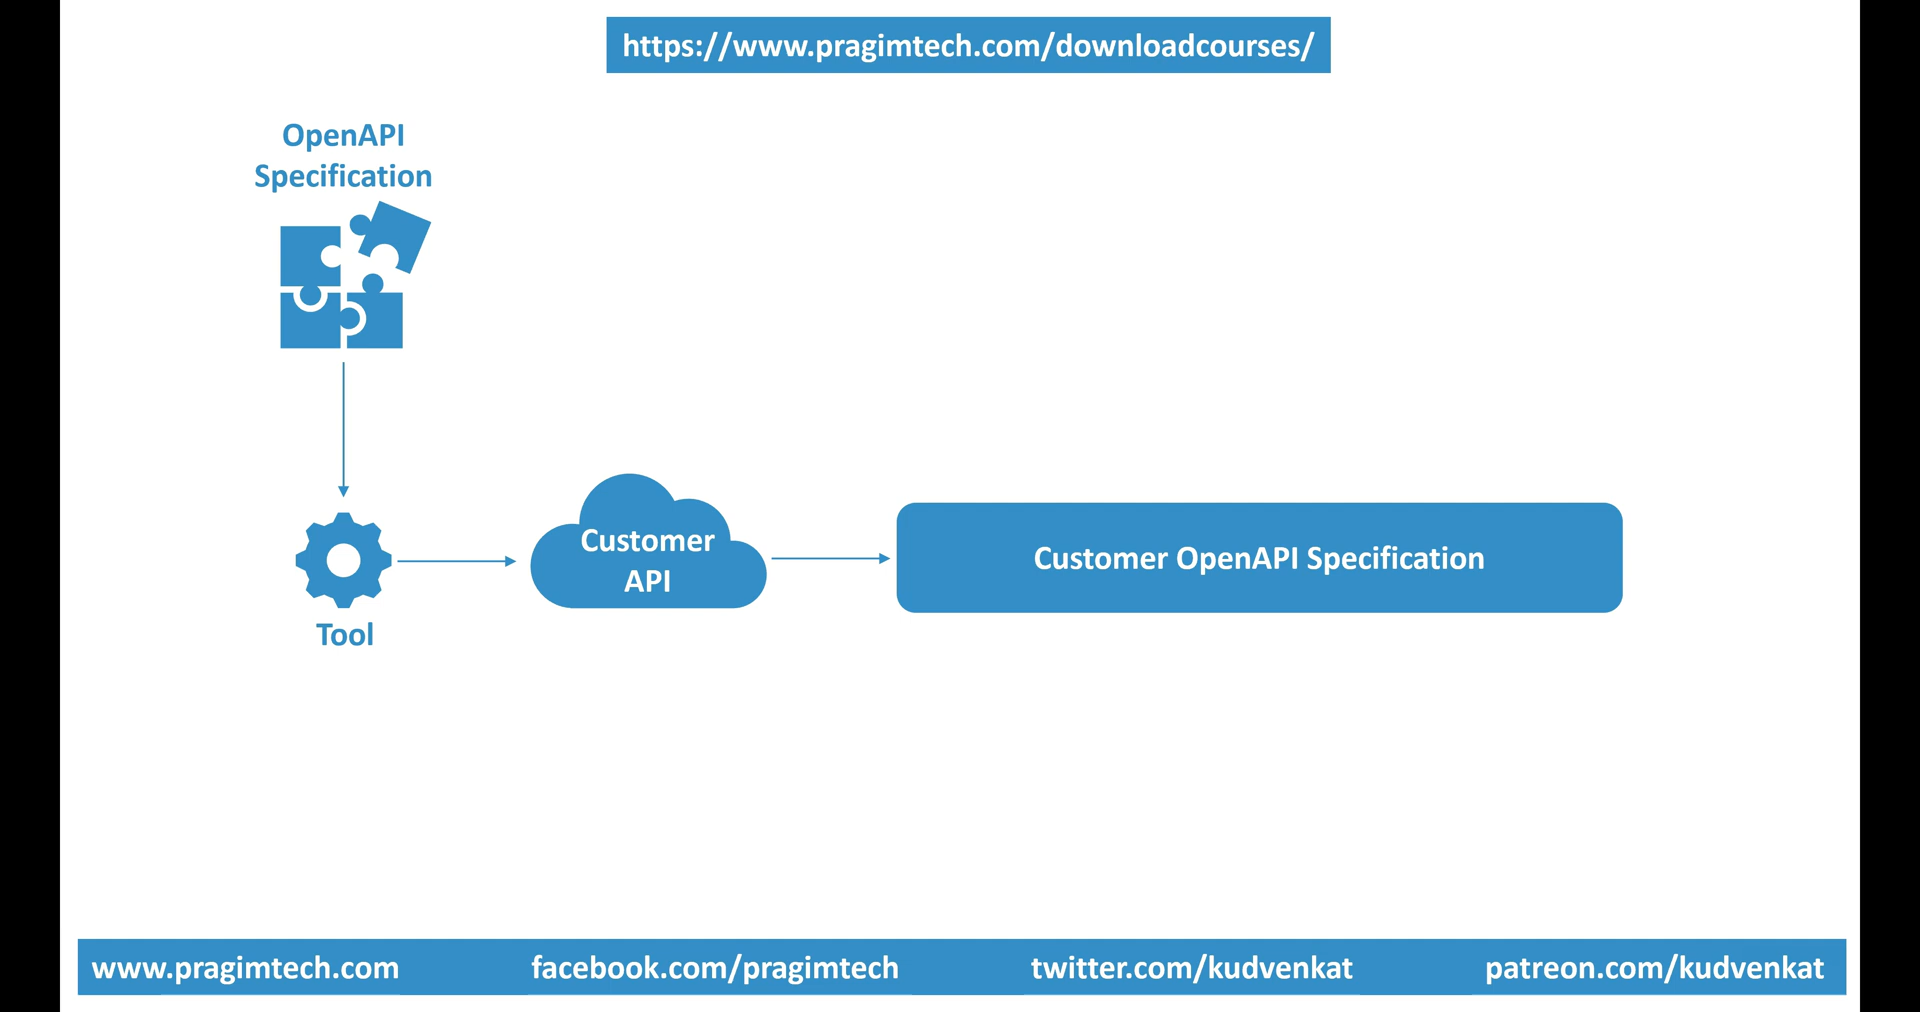 https://www.pragimtech.com/downloadcourses/
OpenAPI
Specification
Tool
Customer
API
Customer OpenAPI Specification
www.pragimtech.com
facebook.com/pragimtech
twitter.com/kudvenkat
patreon.com/kudvenkat